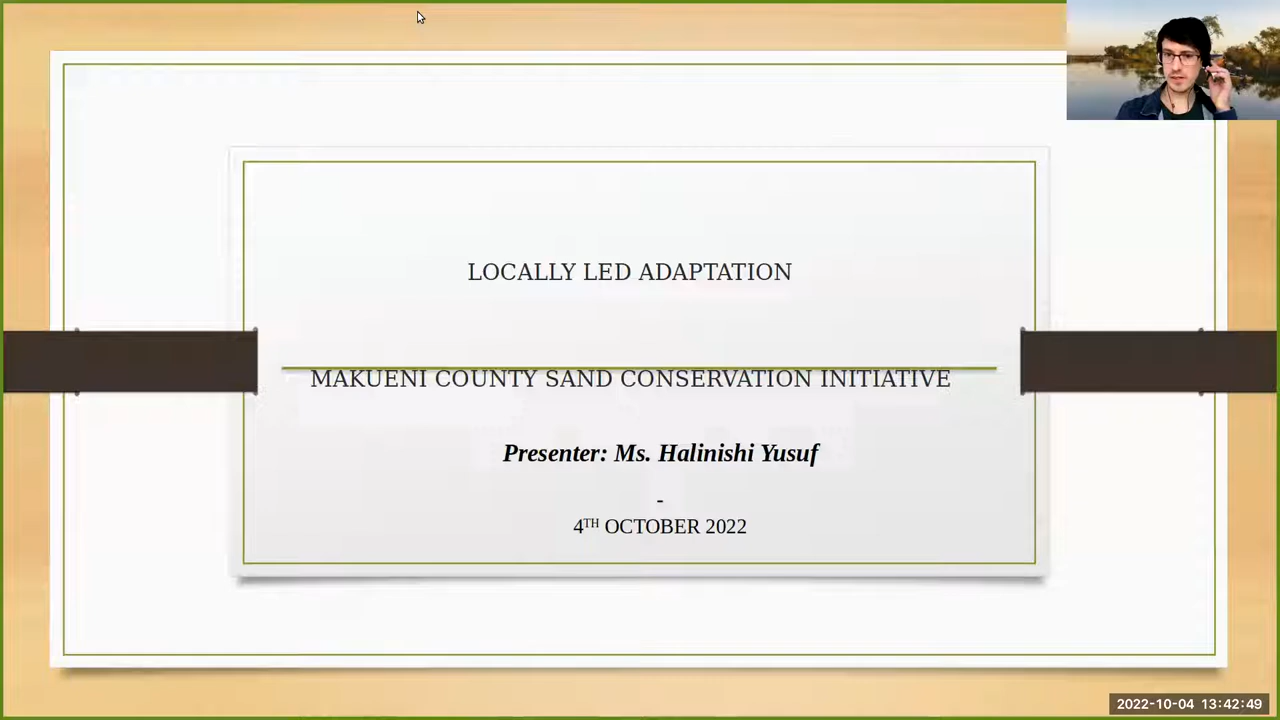 LOCALLY LED ADAPTATION
MAKUENI COUNTY SAND CONSERVATION INITIATIVE
Presenter: Ms. Halinishi Yusuf
-
4TH OCTOBER 2022
2022-10-04 13:42:49